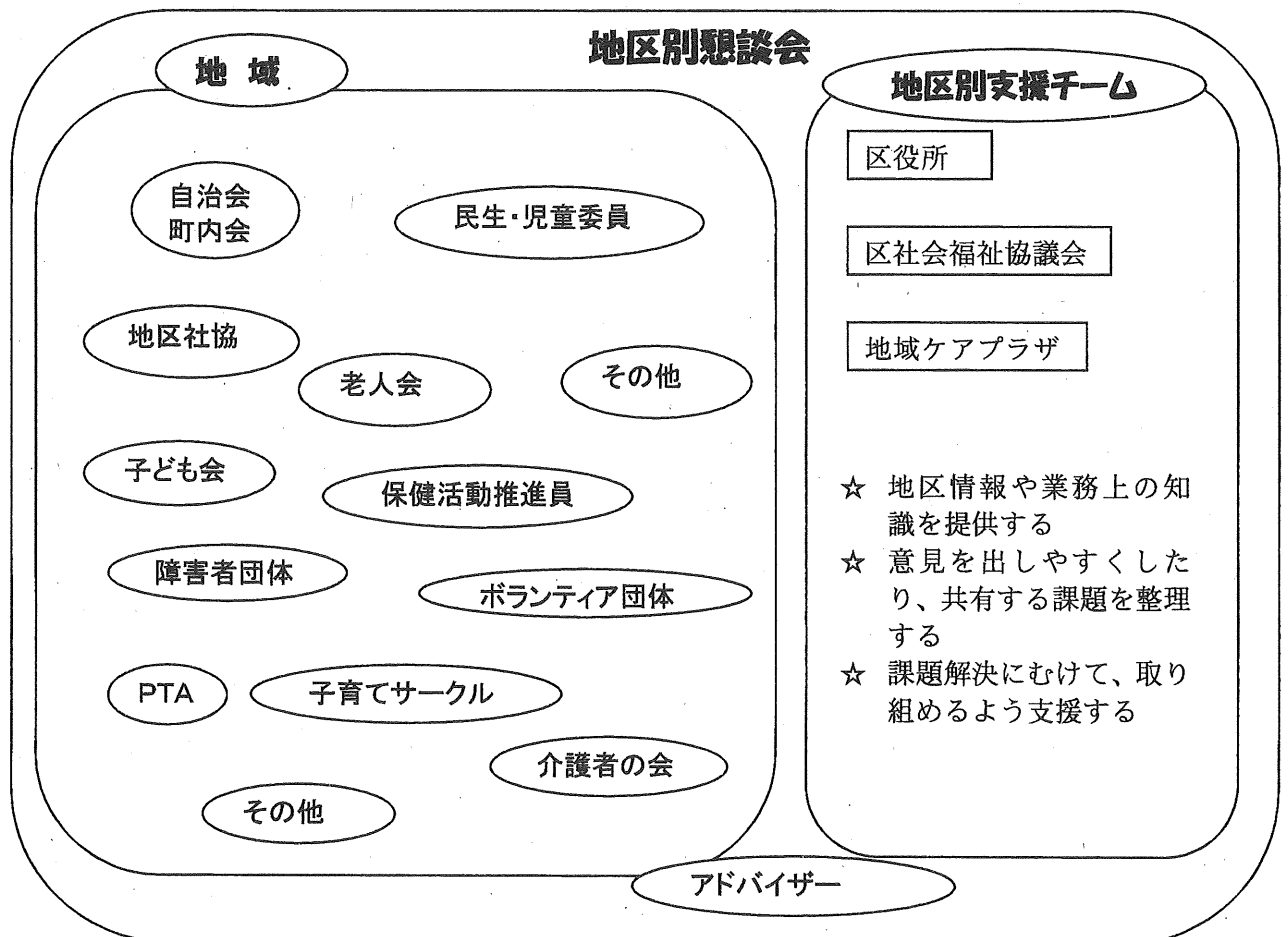 地区別懇談会
地 域
自治会
町内会
民生・児童委員
地区社協
老人会
その他
子ども会
保健活動推進員
障害者団体
ボランティア団体
PTA
子育てサークル
介護者の会
その他
アドバイザー
地区別支援チーム
区役所
区社会福祉協議会
地域ケアプラザ
☆ 地区情報や業務上の知
識を提供する
☆ 意見を出しやすくした
り、共有する課題を整理
する
☆ 課題解決にむけて、取り
組めるよう支援する